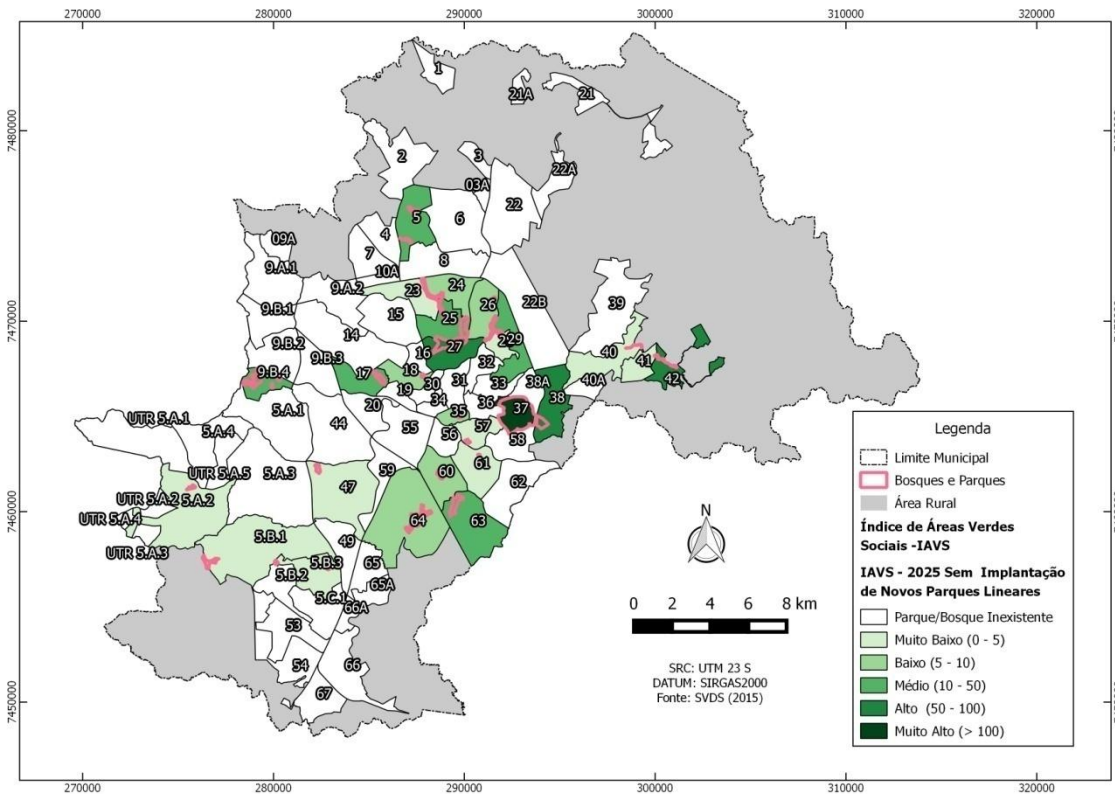 270000 280000 290000 300000 310000 320000
7480000
7470000
7460000
7450000
1
21A
21
2
3
03A
22A
22
5
6
4
09A
7
8
10A
9.A.1
9.A.2
23
24
26
22B
39
9.B.1
15
25
14
9.B.2
16
27
29
40
41
9.B.3
32
42
9.B.4
17
18
30
31
33
38A
40A
19
34
36
37
38
20
35
5.A.1
UTR 5.A.1
5.A.4
44
55
56
57
58
UTR 5.A.5
5.A.3
59
60
61
62
UTR 5.A.2
5.A.2
47
UTR 5.A.4
64
63
UTR 5.A.3
5.B.1
49
5.B.3
65
5.B.2
65A
5.C.1
66A
53
54
66
67
N
0 2 4 6 8 km
SRC: UTM 23 S
DATUM: SIRGAS2000
Fonte: SVDS (2015)
Legenda
Limite Municipal
Bosques e Parques
Área Rural
Índice de Áreas Verdes
Sociais -IAVS
IAVS - 2025 Sem Implantação
de Novos Parques Lineares
Parque/Bosque Inexistente
Muito Baixo (0 - 5)
Baixo (5 - 10)
Médio (10 - 50)
Alto (50 - 100)
Muito Alto (> 100)
270000 280000 290000 300000 310000 320000